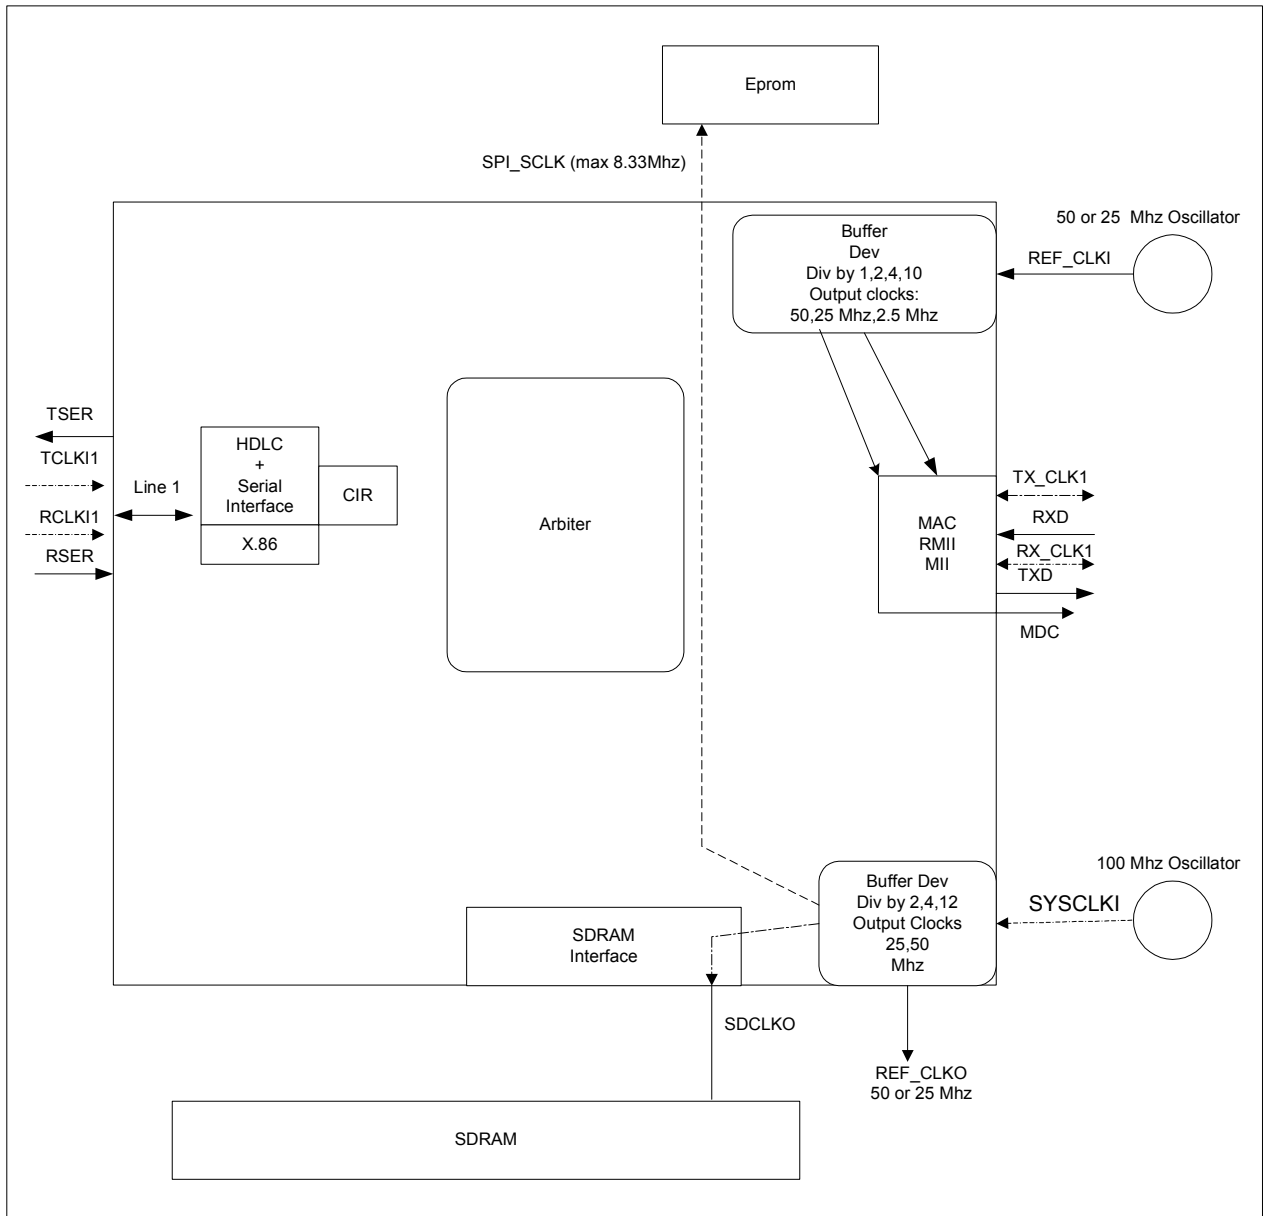 Eprom
SPI_SCLK (max 8.33Mhz)
50 or 25 Mhz Oscillator
Buffer
Dev
Div by 1,2,4,10
Output clocks:
50,25 Mhz,2.5 Mhz
REF_CLKI
TSER
TCLKI1
RCLKI1
RSER
Line 1
HDLC
+
Serial
Interface
X.86
CIR
Arbiter
MAC
RMII
MII
TX_CLK1
RXD
RX_CLK1
TXD
MDC
100 Mhz Oscillator
SYSCLKI
Buffer Dev
Div by 2,4,12
Output Clocks
25,50
Mhz
SDRAM
Interface
SDCLKO
REF_CLKO
50 or 25 Mhz
SDRAM